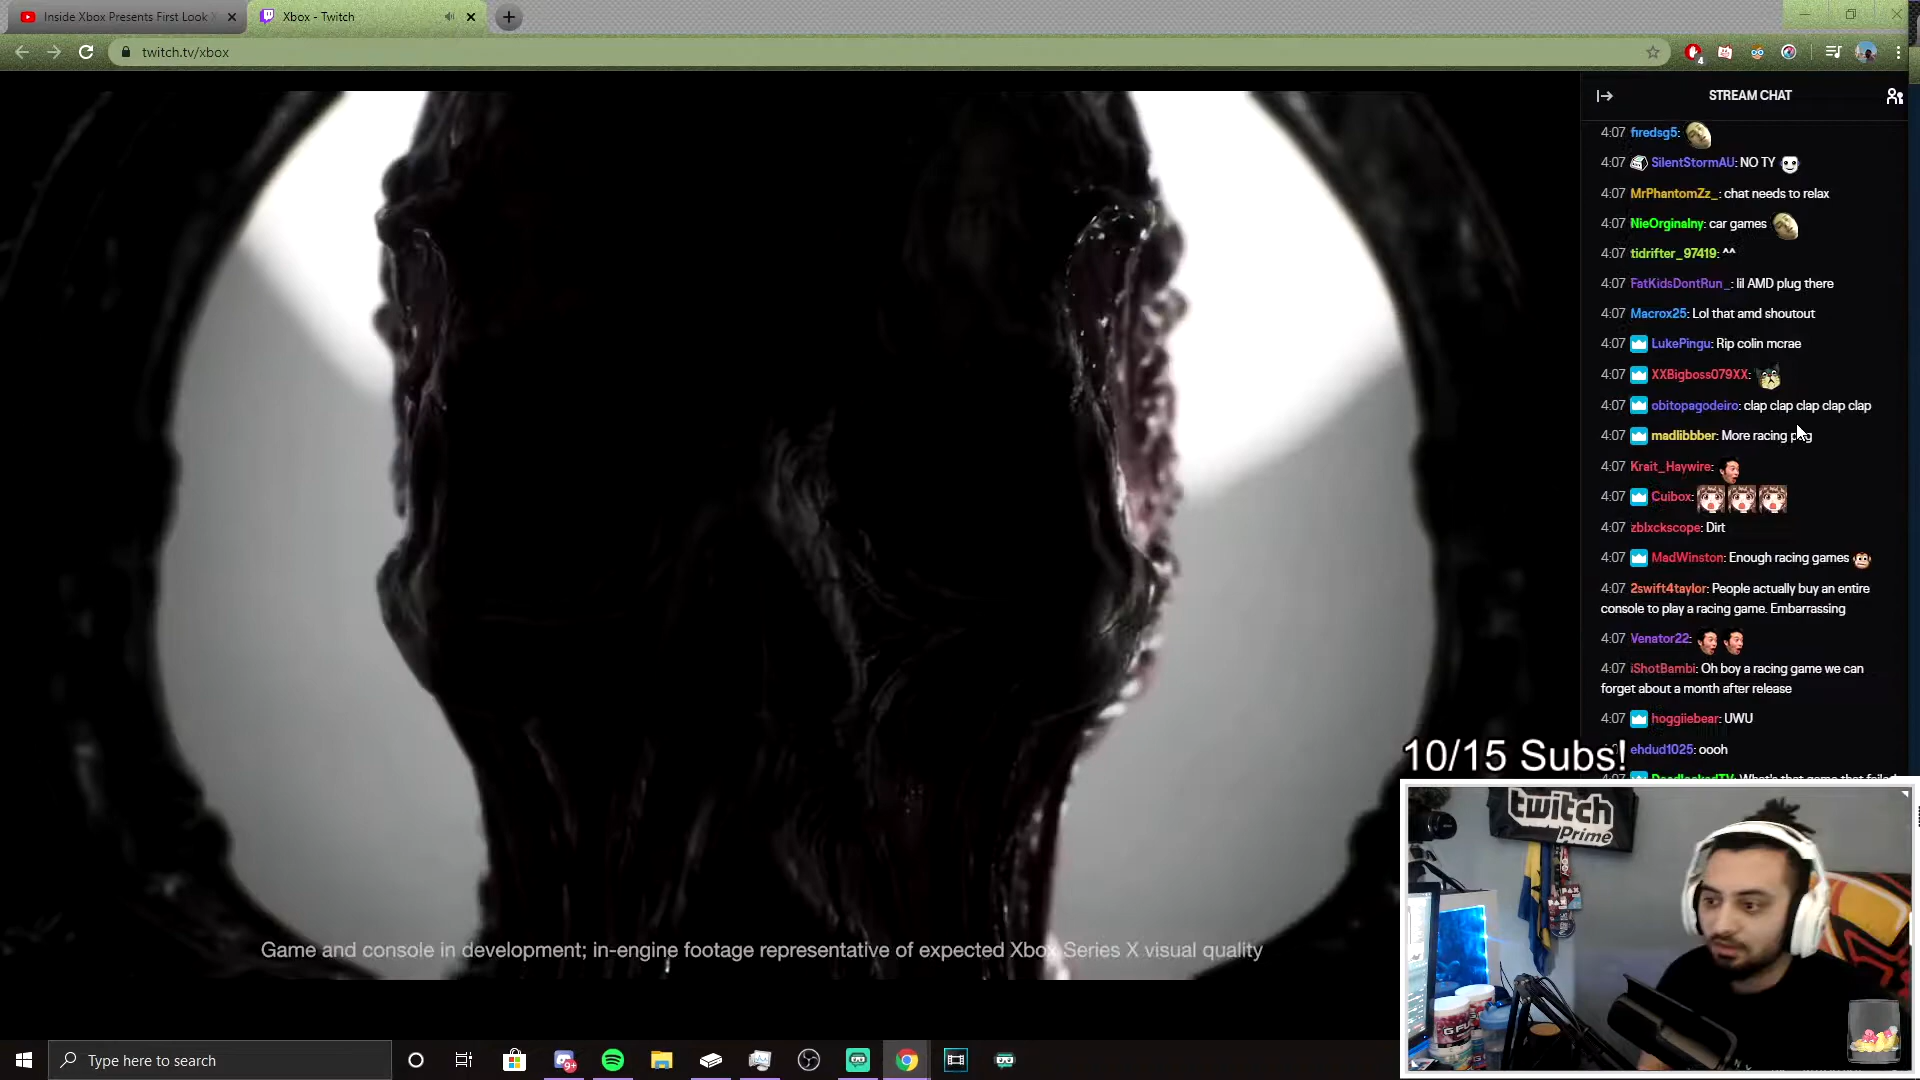 Inside Xbox Presents First Look
Xbox - Twitch
twitch.tv/xbox
4
STREAM CHAT
4:07 firedsg5:
4:07 SilentStormAU: NO TY
4:07 MrPhantomZz_: chat needs to relax
4:07 NieOrginalny: car games
4:07 tidrifter_97419: ^^
4:07 FatKidsDontRun_: lil AMD plug there
4:07 Macrox25: Lol that amd shoutout
4:07 LukePingu: Rip colin mcrae
4:07 XXBigboss079XX:
4:07 obitopagodeiro: clap clap clap clap clap
4:07 madlibbber: More racing
4:07 Krait_Haywire:
4:07 Cuibox:
4:07 zblxckscope: Dirt
4:07 MadWinston: Enough racing games
4:07 2swift4taylor: People actually buy an entire
console to play a racing game. Embarrassing
4:07 Venator22:
4:07 iShotBambi: Oh boy a racing game we can
forget about a month after release
4:07 hoggiiebear: UWU
ehdud1025: oooh
10/15 Subs!
twitch
Prime
Game and console in development; in-engine footage representative of expected Xbox Series X visual quality
Type here to search
9+